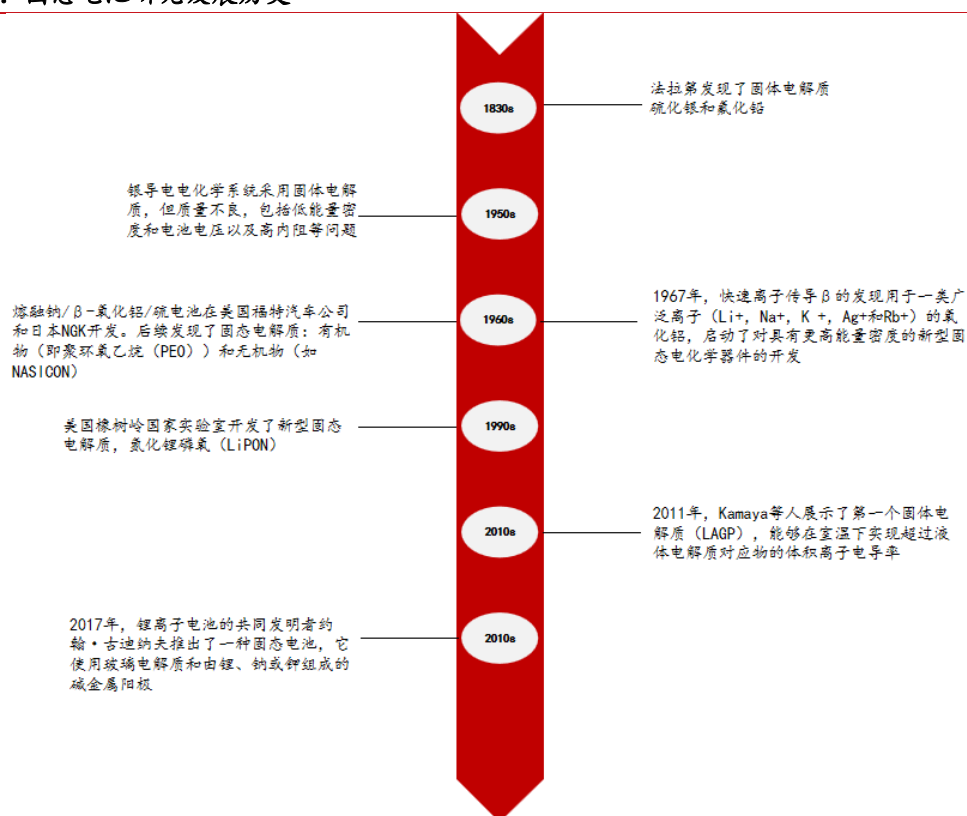 固态电池研究发展历史
1830s
法拉第发现了固体电解质
硫化银和氟化铅
银导电电化学系统采用固体电解
质，但质量不良，包括低能量密
度和电池电压以及高内阻等问题
1950s
熔融钠/β-氧化铝/硫电池在美国福特汽车公司
和日本NGK开发。后续发现了固态电解质：有机
物（即聚环氧乙烷（PEO））和无机物（如
NASICON）
1960s
1967年，快速离子传导β的发现用于一类广
泛离子（Li+, Na+, K +, Ag+和Rb+）的氧
化铝，启动了对具有更高能量密度的新型固
态电化学器件的开发
美国橡树岭国家实验室开发了新型固态
电解质，氮化锂磷氧（LiPON）
1990s
2010s
2011年，Kamaya等人展示了第一个固体电
解质（LAGP），能够在室温下实现超过液
体电解质对应物的体积离子电导率
2017年，锂离子电池的共同发明者约
翰·古迪纳夫推出了一种固态电池，它
使用玻璃电解质和由锂、钠或钾组成的
碱金属阳极
2010s